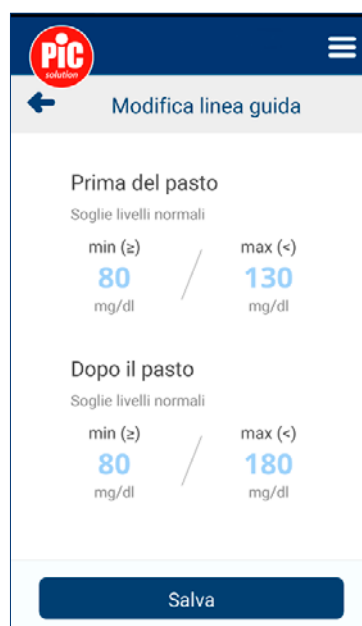 PiC
solution
Modifica linea guida
Prima del pasto
Soglie livelli normali
min (≥) max (<)
80 / 130
mg/dl mg/dl
Dopo il pasto
Soglie livelli normali
min (≥) max (<)
80 / 180
mg/dl mg/dl
Salva